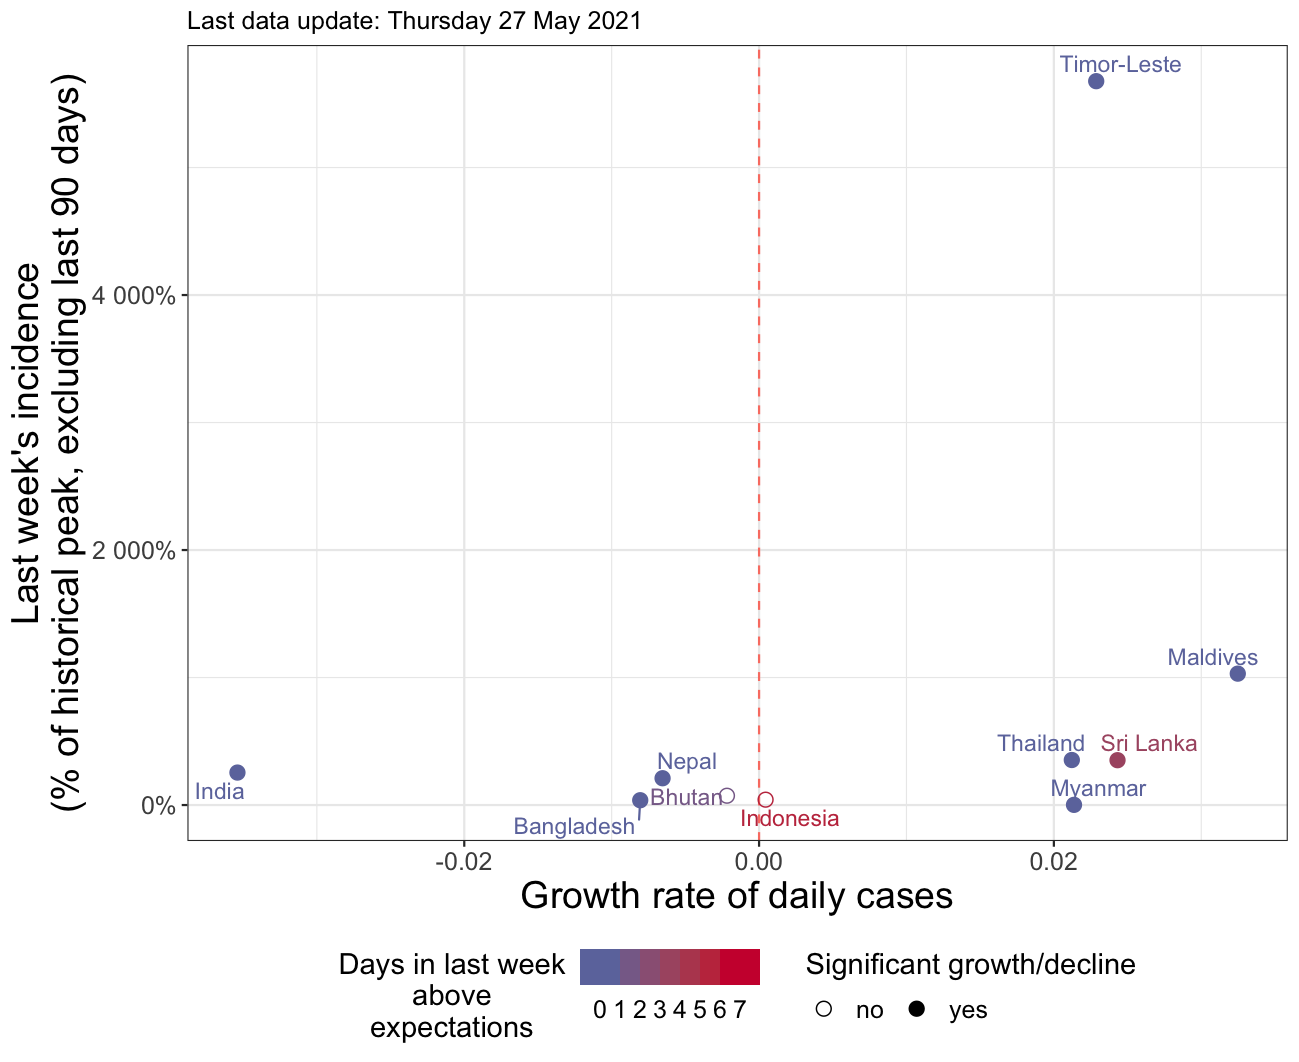 Last data update: Thursday 27 May 2021
Last week's incidence
(% of historical peak, excluding last 90 days)
4 000%
2 000%
0%
Timor-Leste
Maldives
Thailand
Sri Lanka
Myanmar
Nepal
India
Bhutan
Indonesia
Bangladesh
-0.02
0.00
0.02
Growth rate of daily cases
Days in last week
above
expectations
0 1 2 3 4 5 6 7
Significant growth/decline
no
yes